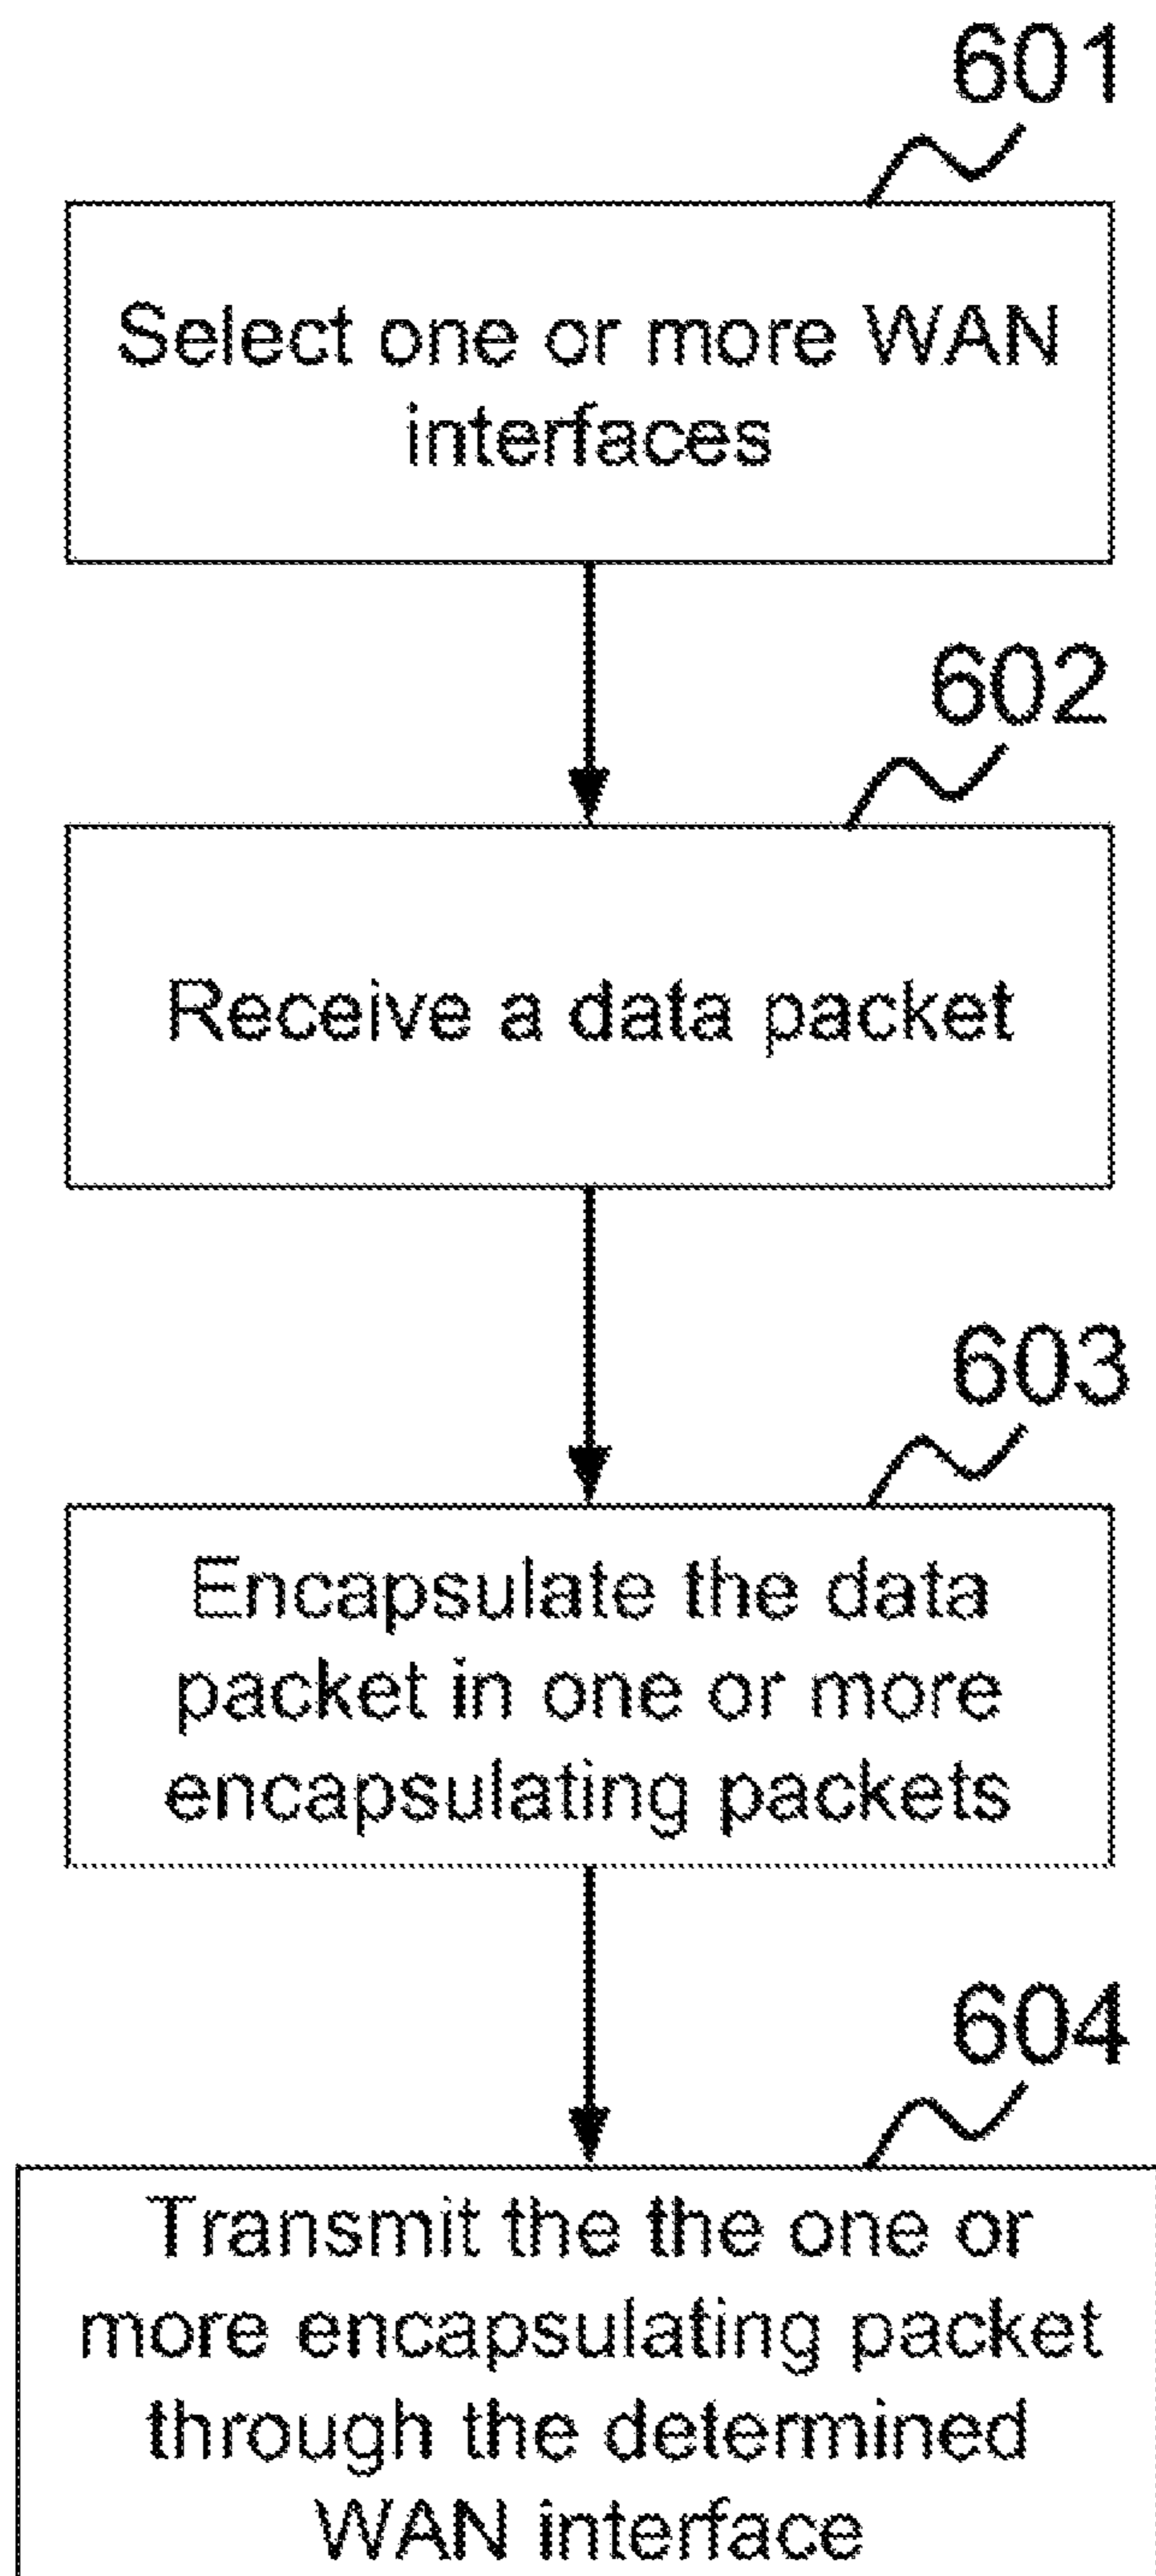 601
Select one or more WAN
interfaces
602
Receive a data packet
603
Encapsulate the data
packet in one or more
encapsulating packets
604
Transmit the the one or
more encapsulating packet
through the determined
WAN interface